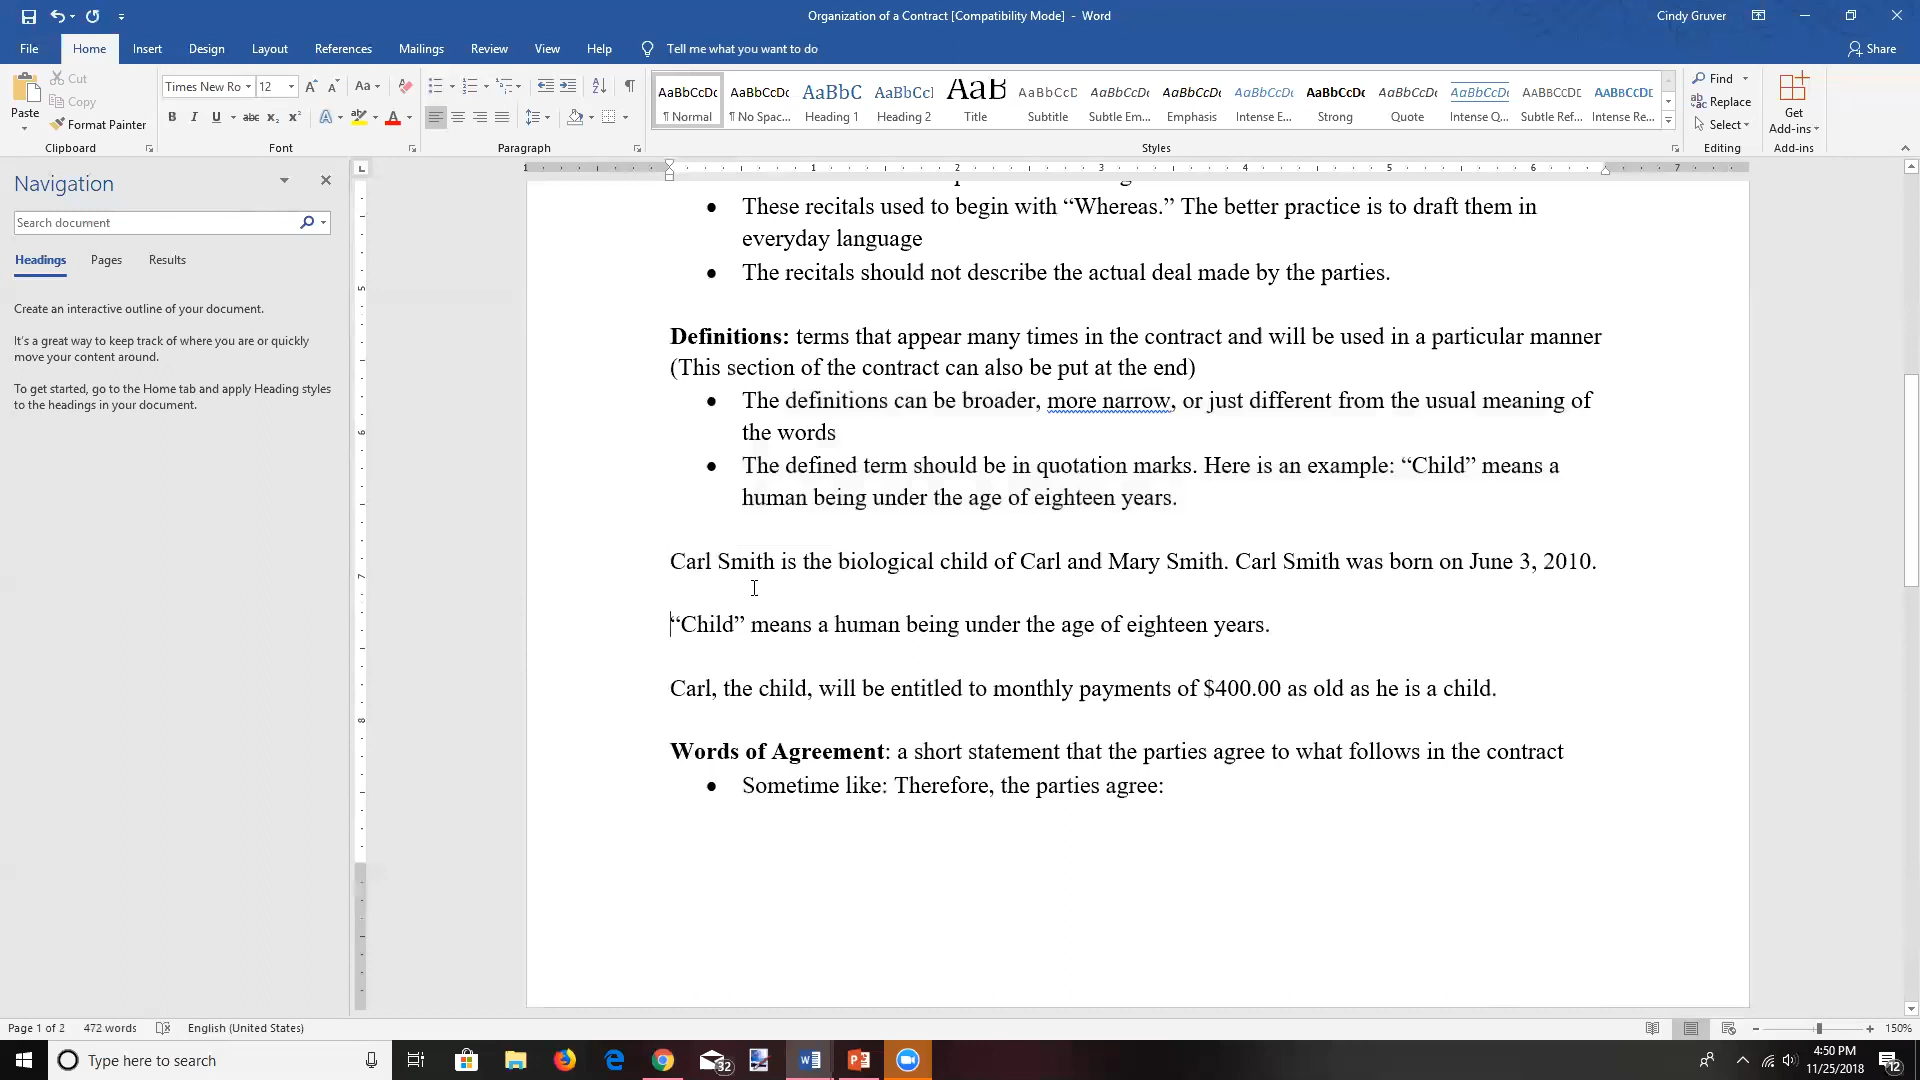 Organization of a Contract [Compatibility Mode] - Word
Cindy Gruver
File Home Insert Design Layout References Mailings Review View Help Tell me what you want to do
Share
Paste
Cut
Copy
Format Painter
Clipboard
Times New Ro 12
Font
Paragraph
AaBbCcDc AaBbCcDc AaBbC AaBbCcI AaB AaBbCcD AaBbCcDc AaBbCcDc AaBbCcDc AaBbCcDc AaBbCcDc AaBbCcDc AABBCCDE AABBCCDE
¶ Normal ¶ No Spac... Heading 1 Heading 2 Title Subtitle Subtle Em... Emphasis Intense E... Strong Quote Intense Q... Subtle Ref... Intense Re...
Styles
Find
Replace
Select
Editing
Get
Add-ins
Add-ins
Navigation
Search document
Headings Pages Results
Create an interactive outline of your document.
It's a great way to keep track of where you are or quickly
move your content around.
To get started, go to the Home tab and apply Heading styles
to the headings in your document.
1 1 2 3 4 5 6 7
5
6
7
8
• These recitals used to begin with “Whereas.” The better practice is to draft them in
everyday language
• The recitals should not describe the actual deal made by the parties.
Definitions: terms that appear many times in the contract and will be used in a particular manner
(This section of the contract can also be put at the end)
• The definitions can be broader, more narrow, or just different from the usual meaning of
the words
• The defined term should be in quotation marks. Here is an example: “Child” means a
human being under the age of eighteen years.
Carl Smith is the biological child of Carl and Mary Smith. Carl Smith was born on June 3, 2010.
“Child” means a human being under the age of eighteen years.
Carl, the child, will be entitled to monthly payments of $400.00 as old as he is a child.
Words of Agreement: a short statement that the parties agree to what follows in the contract
• Sometime like: Therefore, the parties agree:
Page 1 of 2 472 words English (United States)
150%
Type here to search
32
4:50 PM
11/25/2018
12